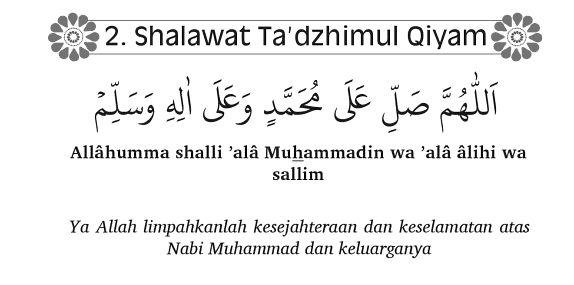 2. Shalawat Ta'dzhimul Qiyam
اَللّٰهُمَّ صَلِّ عَلَى مُحَمَّدٍ وَعَلَى اٰلِهِ وَسَلِّمْ
Allâhumma shalli ’alâ Muhammadin wa ’alâ âlihi wa
sallim
Ya Allah limpahkanlah kesejahteraan dan keselamatan atas
Nabi Muhammad dan keluarganya